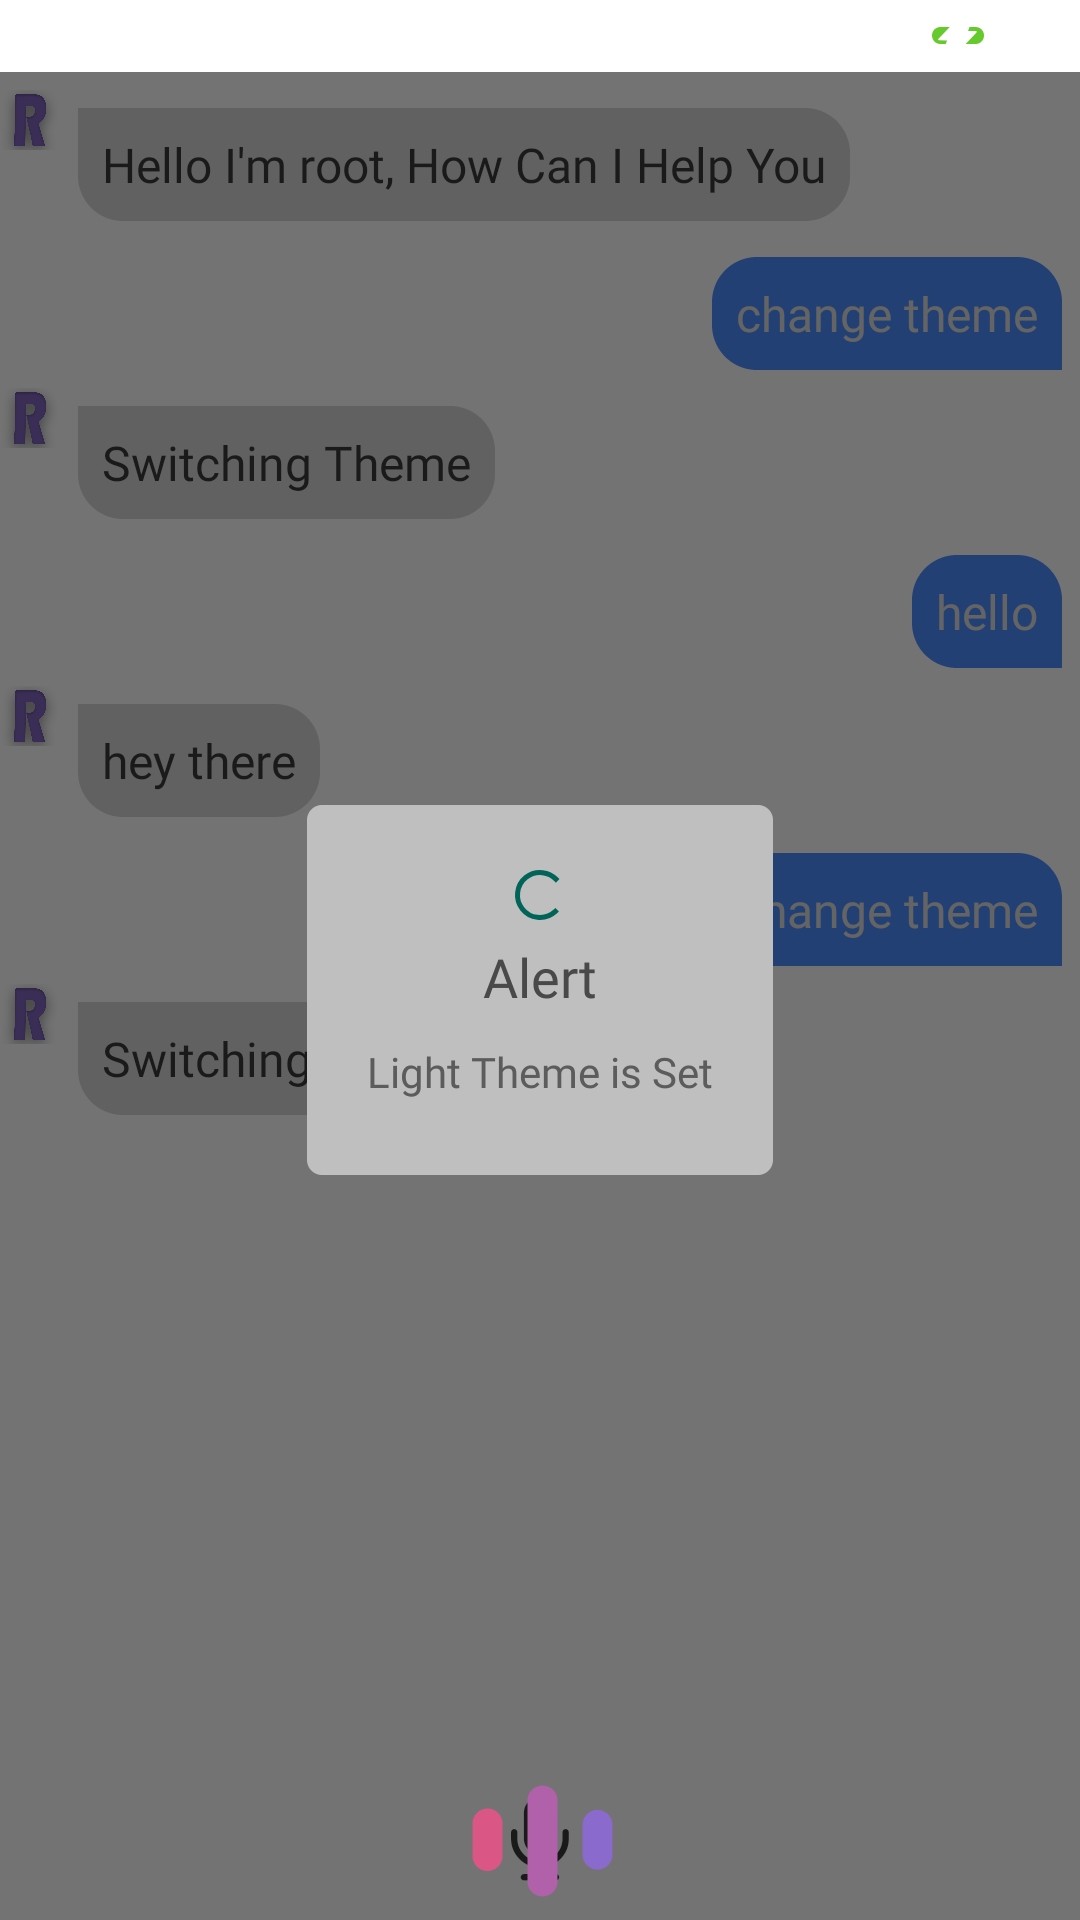 R
Hello I'm root, How Can I Help You
change theme
R
Switching Theme
hello
R
hey there
hange theme
R
Switching
Alert
Light Theme is Set